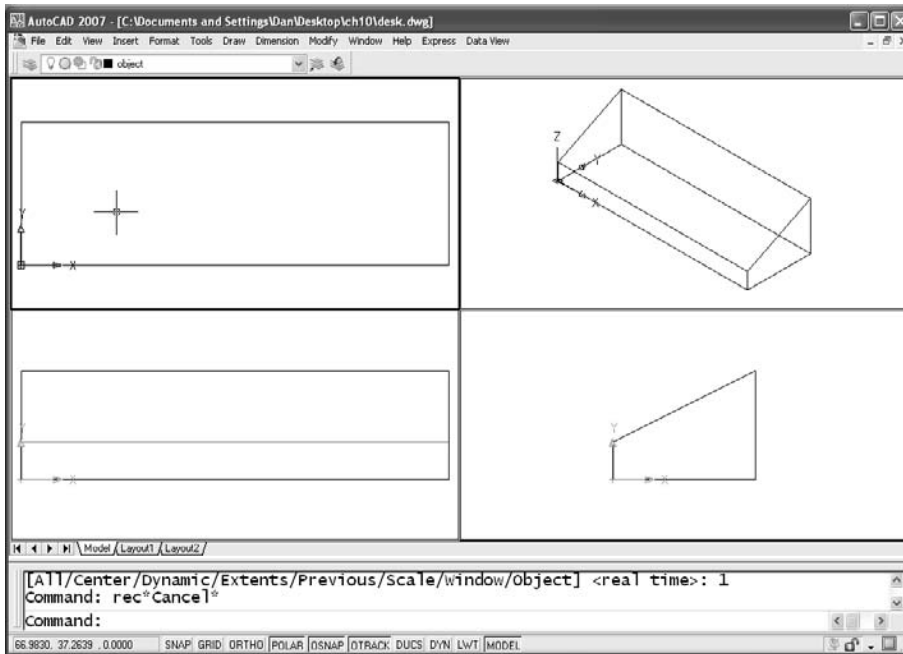 AutoCAD 2007 - [C:\Documents and Settings\Dan\Desktop\ch10\desk.dwg]
File Edit View Insert Format Tools Draw Dimension Modify Window Help Express Data View
object
Y
X
Z
Y
X
Y
X
Y
X
Model Layout1 Layout2
[All/Center/Dynamic/Extents/Previous/Scale/Window/Object] <real time>: 1
Command: rec*Cancel*
Command:
66.9830, 37.2639 , 0.0000 SNAP GRID ORTHO POLAR OSNAP OTRACK DUCS DYN LWT MODEL